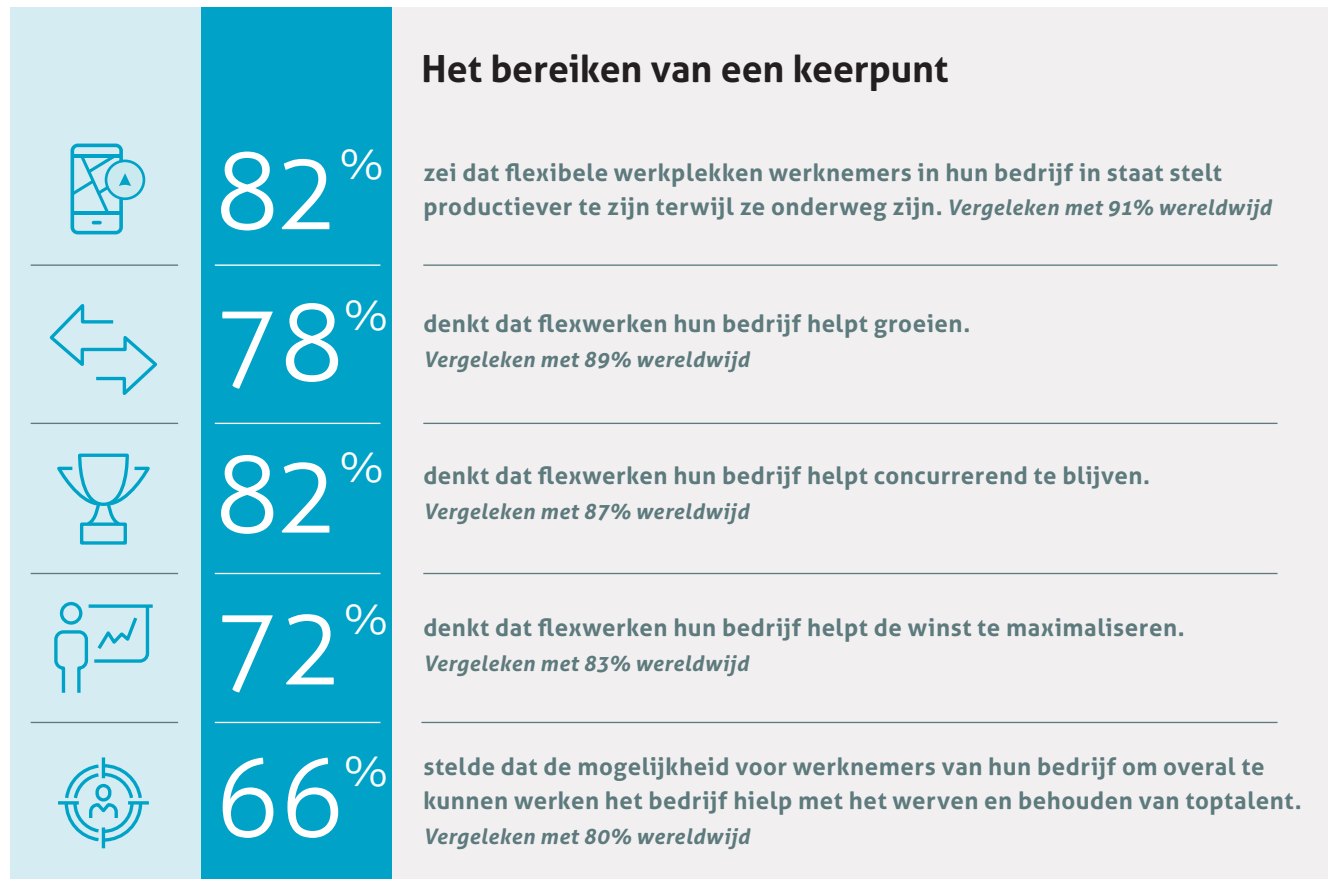 Het bereiken van een keerpunt
82%
zei dat flexibele werkplekken werknemers in hun bedrijf in staat stelt
productiever te zijn terwijl ze onderweg zijn. Vergeleken met 91% wereldwijd
78%
denkt dat flexwerken hun bedrijf helpt groeien.
Vergeleken met 89% wereldwijd
82%
denkt dat flexwerken hun bedrijf helpt concurrerend te blijven.
Vergeleken met 87% wereldwijd
72%
denkt dat flexwerken hun bedrijf helpt de winst te maximaliseren.
Vergeleken met 83% wereldwijd
66%
stelde dat de mogelijkheid voor werknemers van hun bedrijf om overal te
kunnen werken het bedrijf hielp met het werven en behouden van toptalent.
Vergeleken met 80% wereldwijd